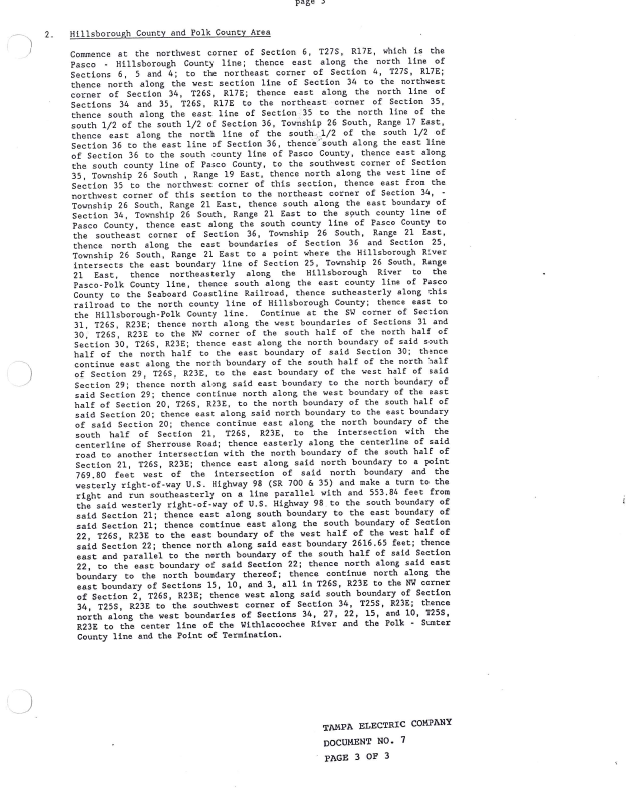 page 3
2. Hillsborough County and Polk County Area
Commence at the northwest corner of Section 6, T27S, R17E, which is the
Pasco - Hillsborough County line; thence east along the north line of
Sections 6, 5 and 4; to the northeast corner of Section 4, T27S, R17E;
thence north along the west section line of Section 34 to the northwest
corner of Section 34, T26S, R17E; thence east along the north line of
Sections 34 and 35, T26S, R17E to the northeast corner of Section 35,
thence south along the east line of Section 35 to the north line of the
south 1/2 of the south 1/2 of Section 36, Township 26 South, Range 17 East,
thence east along the north line of the south 1/2 of the south 1/2 of
Section 36 to the east line of Section 36, thence south along the east line
of Section 36 to the south county line of Pasco County, thence east along
the south county line of Pasco County, to the southwest corner of Section
35, Township 26 South , Range 19 East, thence north along the west line of
Section 35 to the northwest corner of this section, thence east from the
northwest corner of this section to the northeast corner of Section 34, -
Township 26 South, Range 21 East, thence south along the east boundary of
Section 34, Township 26 South, Range 21 East to the south county line of
Pasco County, thence east along the south county line of Pasco County to
the southeast corner of Section 36, Township 26 South, Range 21 East,
thence north along the east boundaries of Section 36 and Section 25,
Township 26 South, Range 21 East to a point where the Hillsborough River
intersects the east boundary line of Section 25, Township 26 South, Range
21 East, thence northeasterly along the Hillsborough River to the
Pasco-Polk County line, thence south along the east county line of Pasco
County to the Seaboard Coastline Railroad, thence sutheasterly along this
railroad to the north county line of Hillsborough County; thence east to
the Hillsborough-Polk County line. Continue at the SW corner of Section
31, T26S, R23E; thence north along the west boundaries of Sections 31 and
30, T26S, R23E to the NW corner of the south half of the north half of
Section 30, T26S, R23E; thence east along the north boundary of said south
half of the north half to the east boundary of said Section 30; thence
continue east along the north boundary of the south half of the north half
of Section 29, T26S, R23E, to the east boundary of the west half of said
Section 29; thence north along said east boundary to the north boundary of
said Section 29; thence continue north along the west boundary of the east
half of Section 20, T26S, R23E, to the north boundary of the south half of
said Section 20; thence east along said north boundary to the east boundary
of said Section 20; thence continue east along the north boundary of the
south half of Section 21, T26S, R23E, to the intersection with the
centerline of Sherrouse Road; thence easterly along the centerline of said
road to another intersection with the north boundary of the south half of
Section 21, T26S, R23E; thence east along said north boundary to a point
769.80 feet west of the intersection of said north boundary and the
westerly right-of-way U.S. Highway 98 (SR 700 & 35) and make a turn to the
right and run southeasterly on a line parallel with and 553.84 feet from
the said westerly right-of-way of U.S. Highway 98 to the south boundary of
said Section 21; thence east along south boundary to the east boundary of
said Section 21; thence continue east along the south boundary of Section
22, T26S, R23E to the east boundary of the west half of the west half of
said Section 22; thence north along said east boundary 2616.65 feet; thence
east and parallel to the north boundary of the south half of said Section
22, to the east boundary of said Section 22; thence north along said east
boundary to the north boundary thereof; thence continue north along the
east boundary of Sections 15, 10, and 3, all in T26S, R23E to the NW corner
of Section 2, T26S, R23E; thence west along said south boundary of Section
34, T25S, R23E to the southwest corner of Section 34, T25S, R23E; thence
north along the west boundaries of Sections 34, 27, 22, 15, and 10, T25S,
R23E to the center line of the Withlacoochee River and the Polk - Sumter
County line and the Point of Termination.
TAMPA ELECTRIC COMPANY
DOCUMENT NO. 7
PAGE 3 OF 3